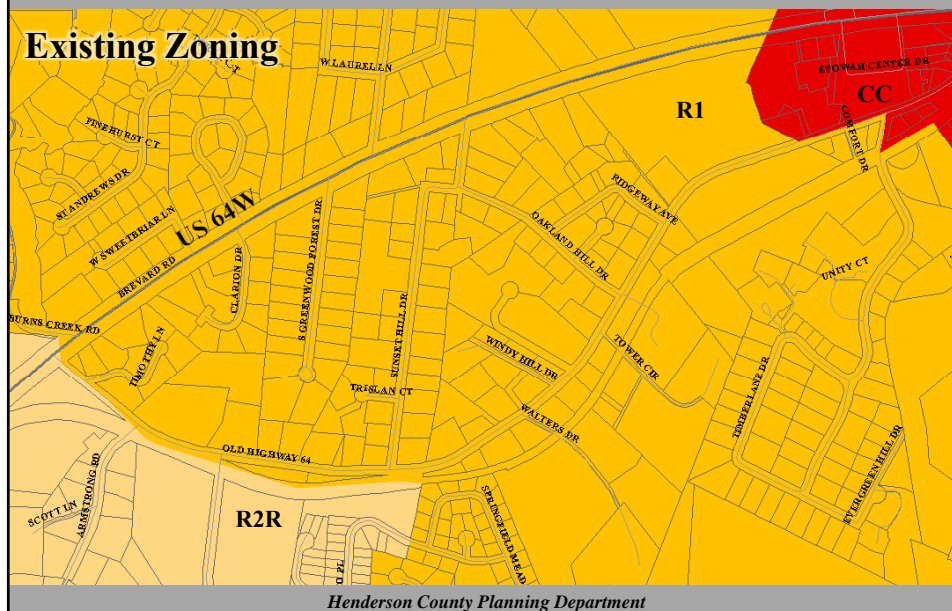 Existing Zoning
CT
W LAUREL LN
ETOWAH CENTER DR
CC
R1
COMFORT DR
PINEHURST CT
ST ANDREWS DR
RIDGEWAY AVE
W SWEETBRIAR LN
US 64W
OAKLAND HILL DR
BREVARD RD
CLARION DR
S GREENWOOD FOREST DR
UNITY CT
BURNS CREEK RD
SUNSET HILL DR
TIMOTHY LN
WINDY HILL DR
TOWER CIR
TRISLAN CT
TIMBERLANE DR
WALTERS DR
OLD HIGHWAY 64
ARMSTRONG RD
SCOTT LN
R2R
SPRINGFIELD MEAD
EVERGREEN HILL DR
PL
Henderson County Planning Department